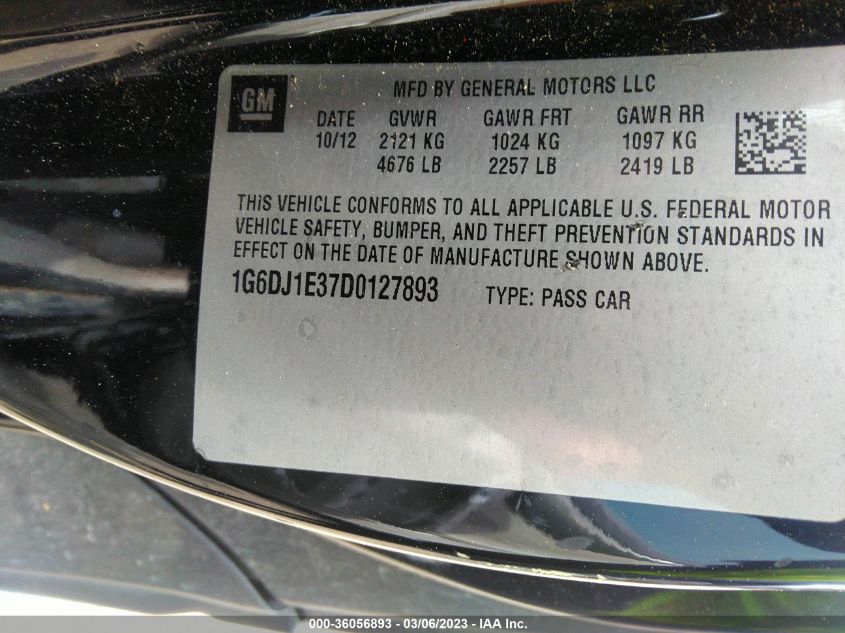 GM
MFD BY GENERAL MOTORS LLC
DATE GVWR GAWR FRT GAWR RR
10/12 2121 KG 1024 KG 1097 KG
4676 LB 2257 LB 2419 LB
THIS VEHICLE CONFORMS TO ALL APPLICABLE U.S. FEDERAL MOTOR
VEHICLE SAFETY, BUMPER, AND THEFT PREVENTION STANDARDS IN
EFFECT ON THE DATE OF MANUFACTURE SHOWN ABOVE.
1G6DJ1E37D0127893 TYPE: PASS CAR
000-36056893 - 03/06/2023 - IAA Inc.